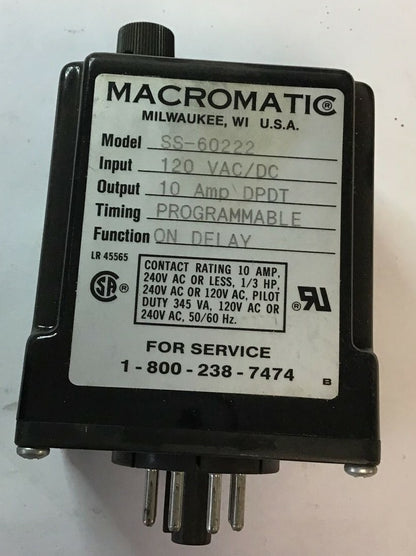 MACROMATIC®
MILWAUKEE, WI U.S.A.
Model SS-60222
Input 120 VAC/DC
Output 10 Amp DPDT
Timing PROGRAMMABLE
Function ON DELAY
LR 45565
CONTACT RATING 10 AMP,
240V AC OR LESS, 1/3 HP,
240V AC OR 120V AC, PILOT
DUTY 345 VA, 120V AC OR
240V AC, 50/60 Hz.
SA ®
® RU
FOR SERVICE
1-800-238-7474
B